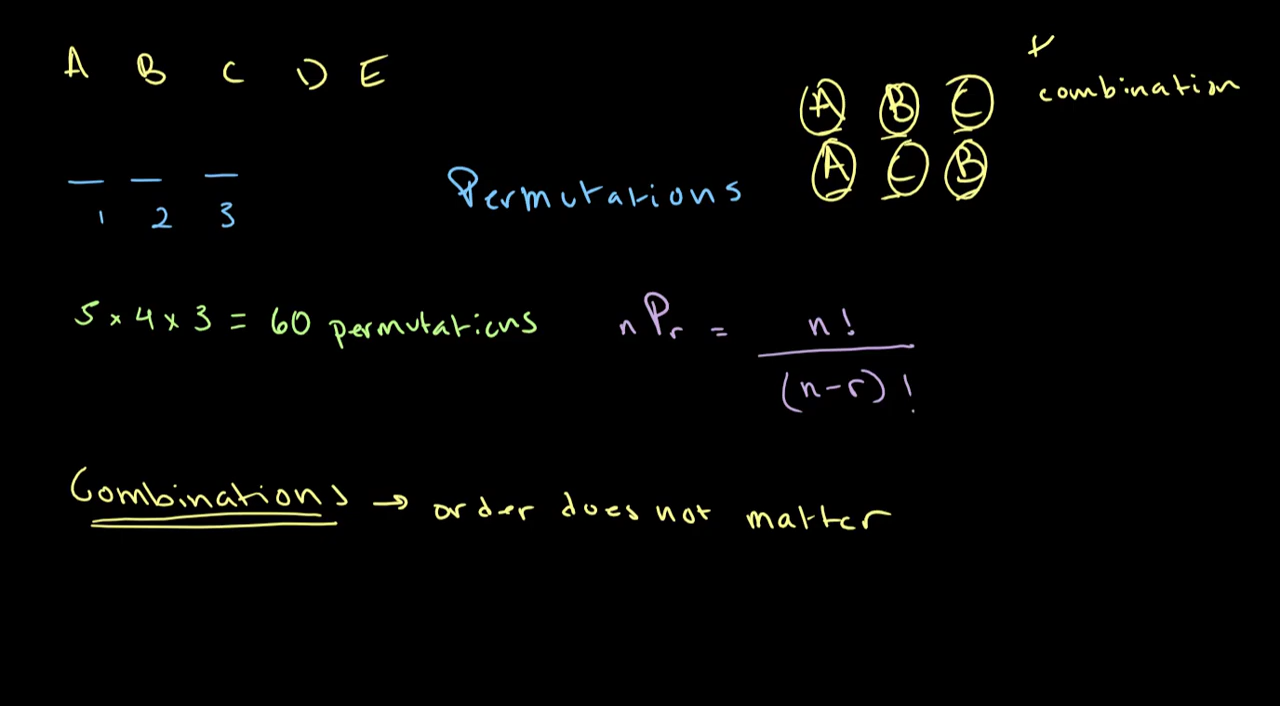 A B C D E
A B C
combination
A C B
1 2 3
Permutations
5 × 4 × 3 = 60 permutations
nPr = n!
(n-r)!
Combinations → order does not matter